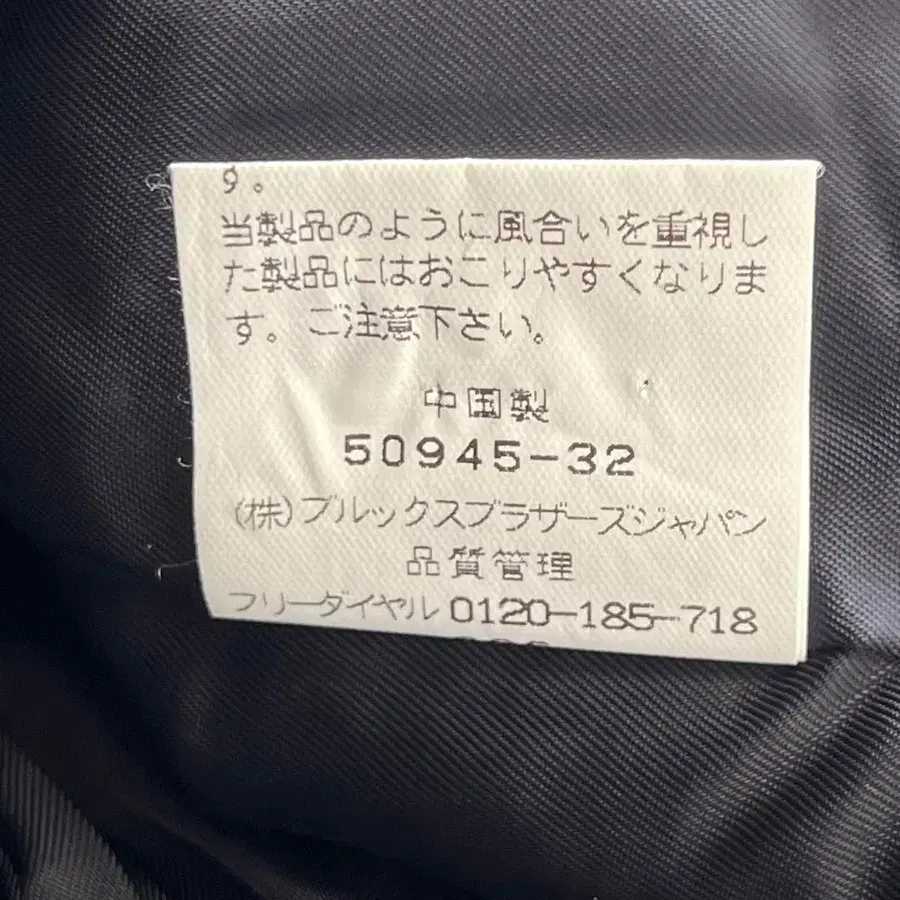 す。
当製品のように風合いを重視し
た製品にはおこりやすくなりま
す。ご注意下さい。
中国製
50945-32
(株)ブルックスブラザーズジャパン
品質管理
フリーダイヤル 0120-185-718